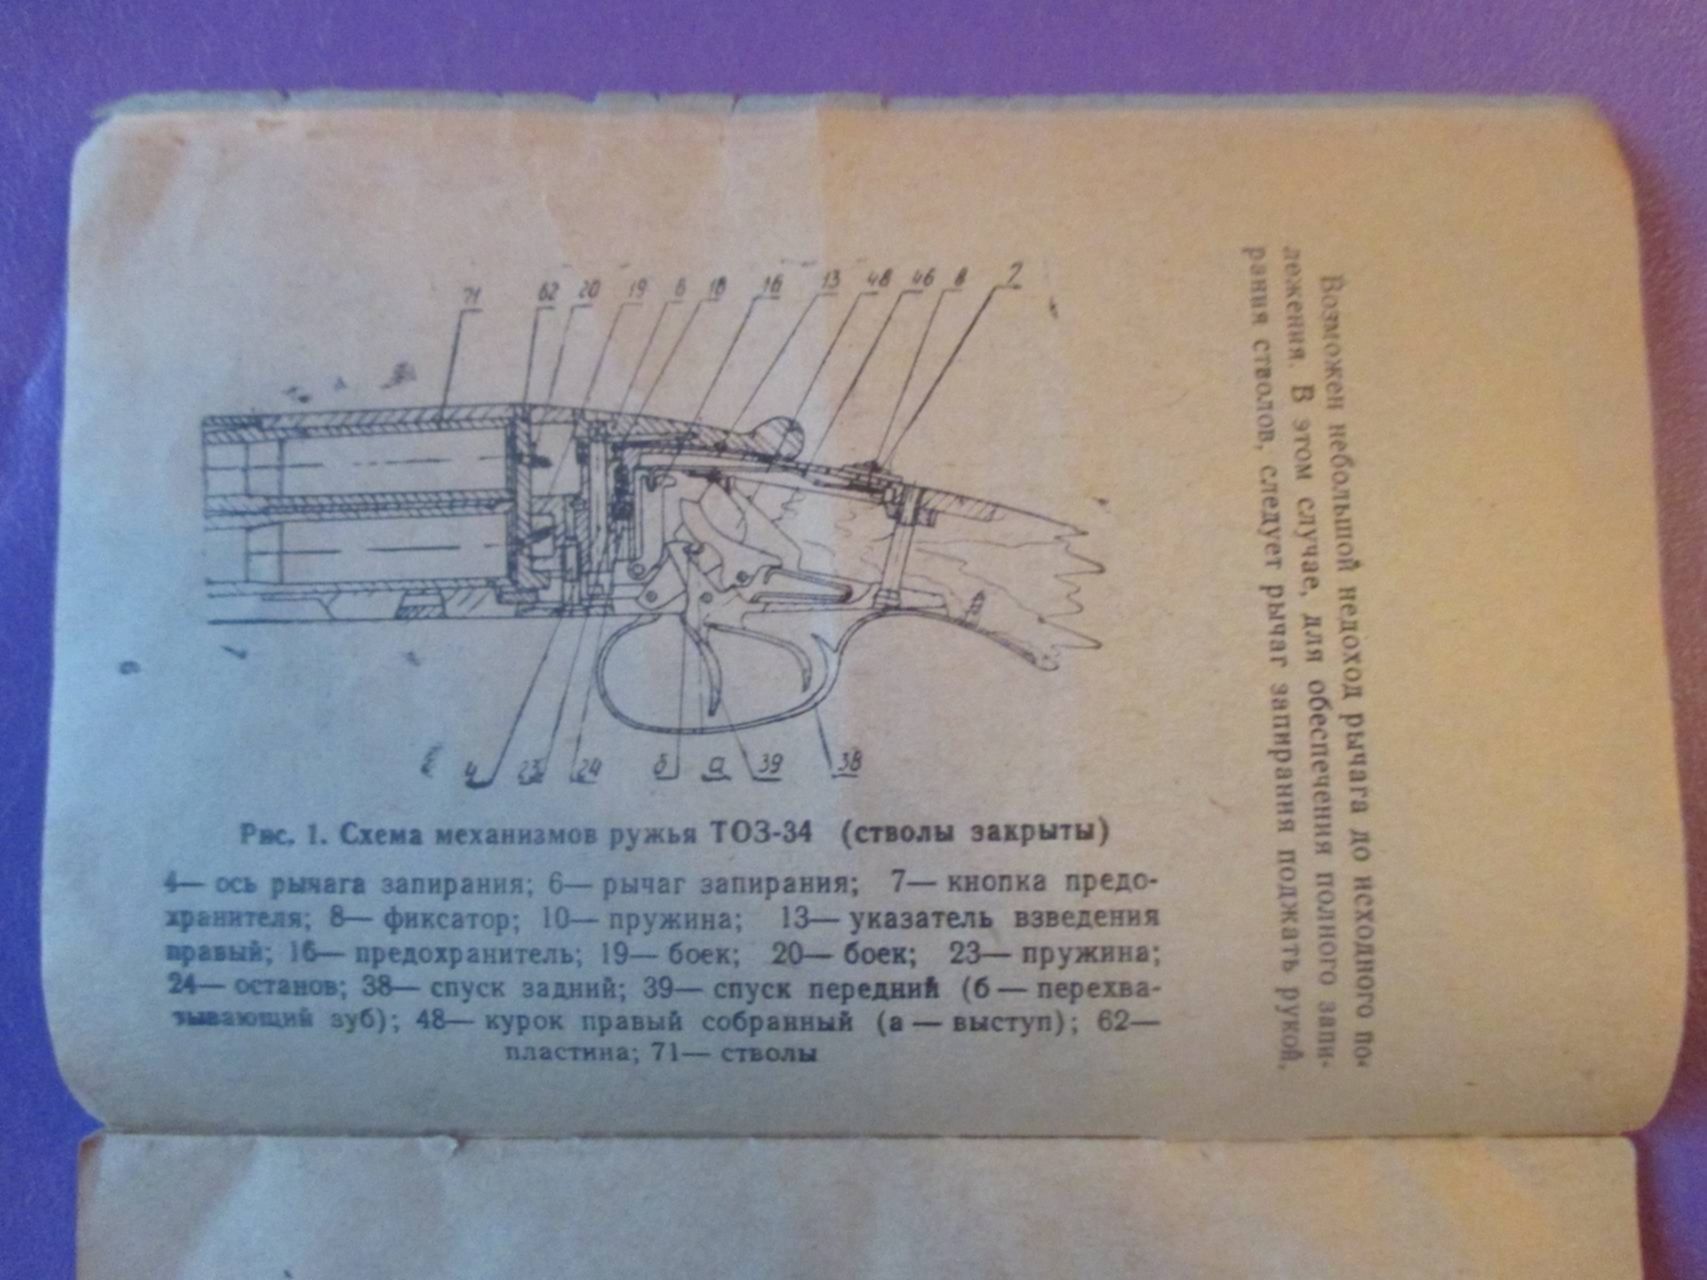 Возможен небольшой недоход рычага до исходного по-
ложения. В этом случае, для обеспечения полного запи-
рания стволов, следует рычаг запирания поджать рукой.
71 62 20 19 6 18 16 13 48 46 8 7
4 23 24 б а 39 38
Рис. 1. Схема механизмов ружья ТОЗ-34 (стволы закрыты)
4— ось рычага запирания; 6— рычаг запирания; 7— кнопка предо-
хранителя; 8— фиксатор; 10— пружина; 13— указатель взведения
правый; 16— предохранитель; 19— боек; 20— боек; 23— пружина;
24— останов; 38— спуск задний; 39— спуск передний (б — перехва-
тывающий зуб); 48— курок правый собранный (а — выступ); 62—
пластина; 71— стволы
6